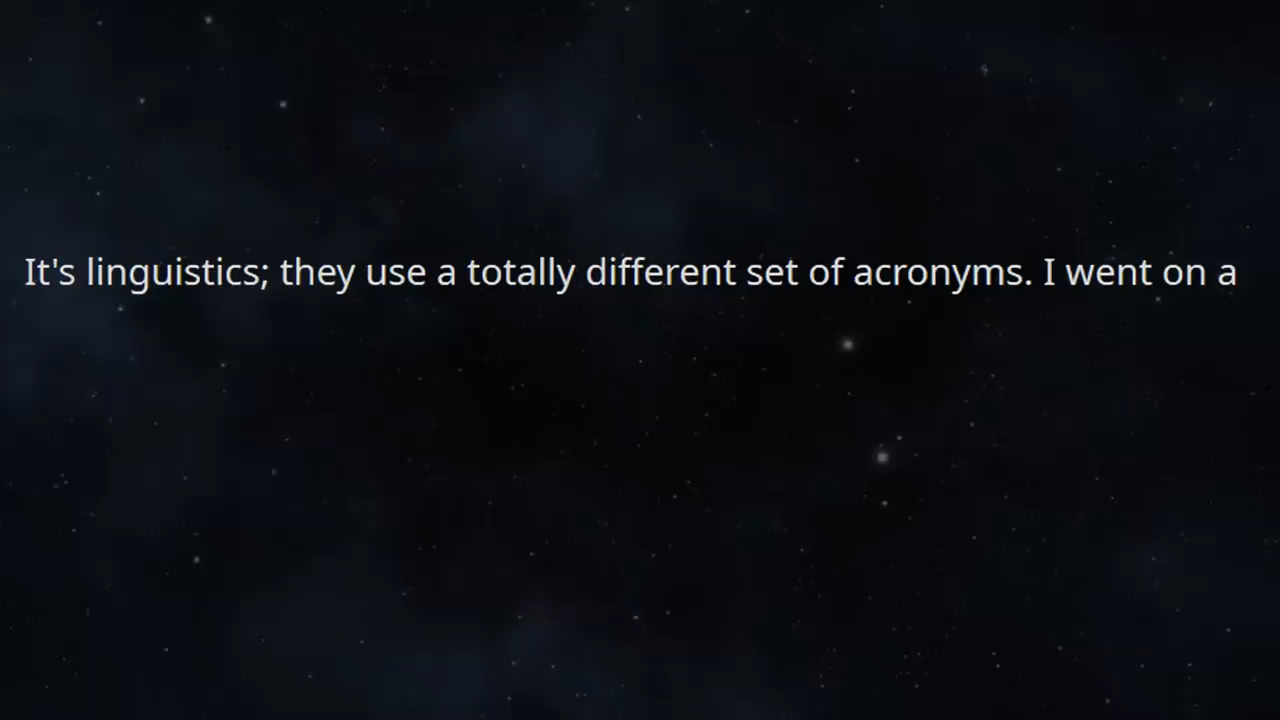 It's linguistics; they use a totally different set of acronyms. I went on a